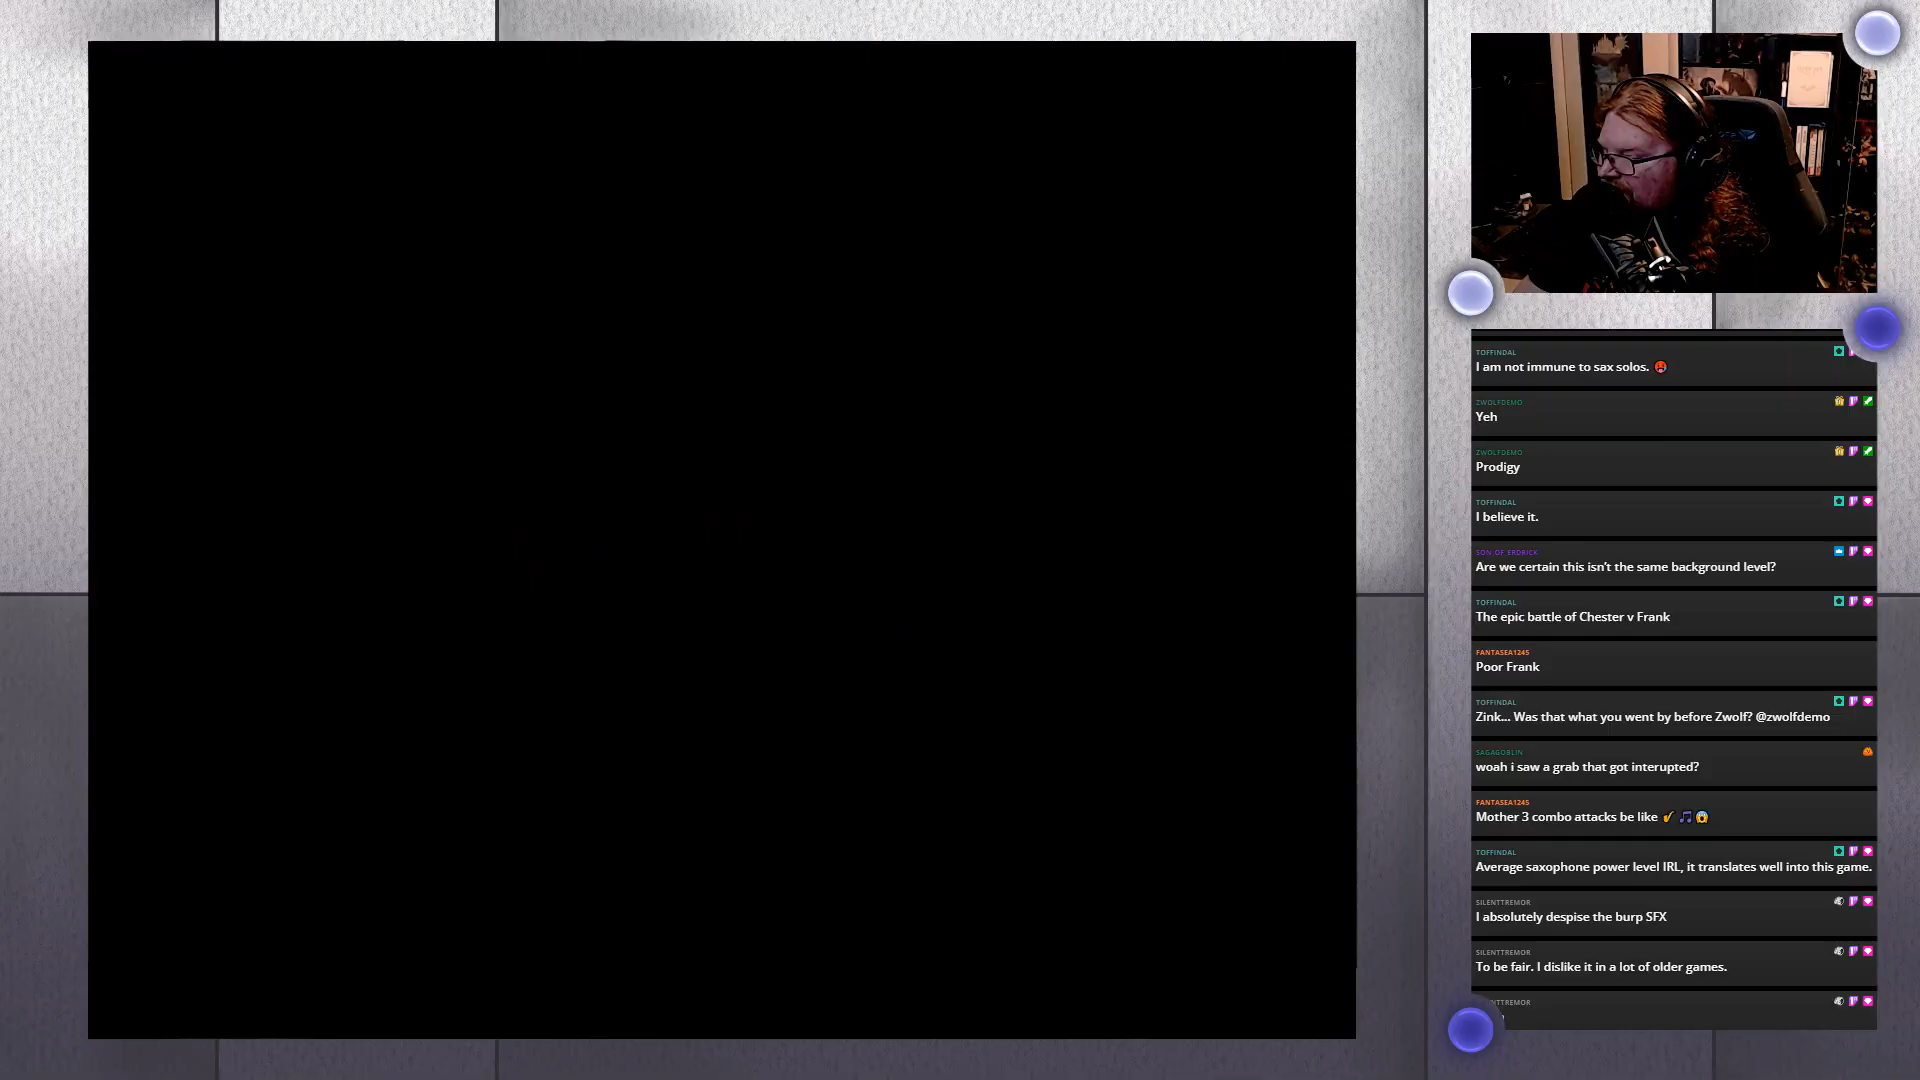 TOFFINDAL
I am not immune to sax solos.
ZWOLFDEMO
Yeh
ZWOLFDEMO
Prodigy
TOFFINDAL
I believe it.
SON_OF_ERDRICK
Are we certain this isn't the same background level?
TOFFINDAL
The epic battle of Chester v Frank
FANTASEA1245
Poor Frank
TOFFINDAL
Zink... Was that what you went by before Zwolf? @zwolfdemo
SAGAGOBLIN
woah i saw a grab that got interupted?
FANTASEA1245
Mother 3 combo attacks be like
TOFFINDAL
Average saxophone power level IRL, it translates well into this game.
SILENTTREMOR
I absolutely despise the burp SFX
SILENTTREMOR
To be fair. I dislike it in a lot of older games.